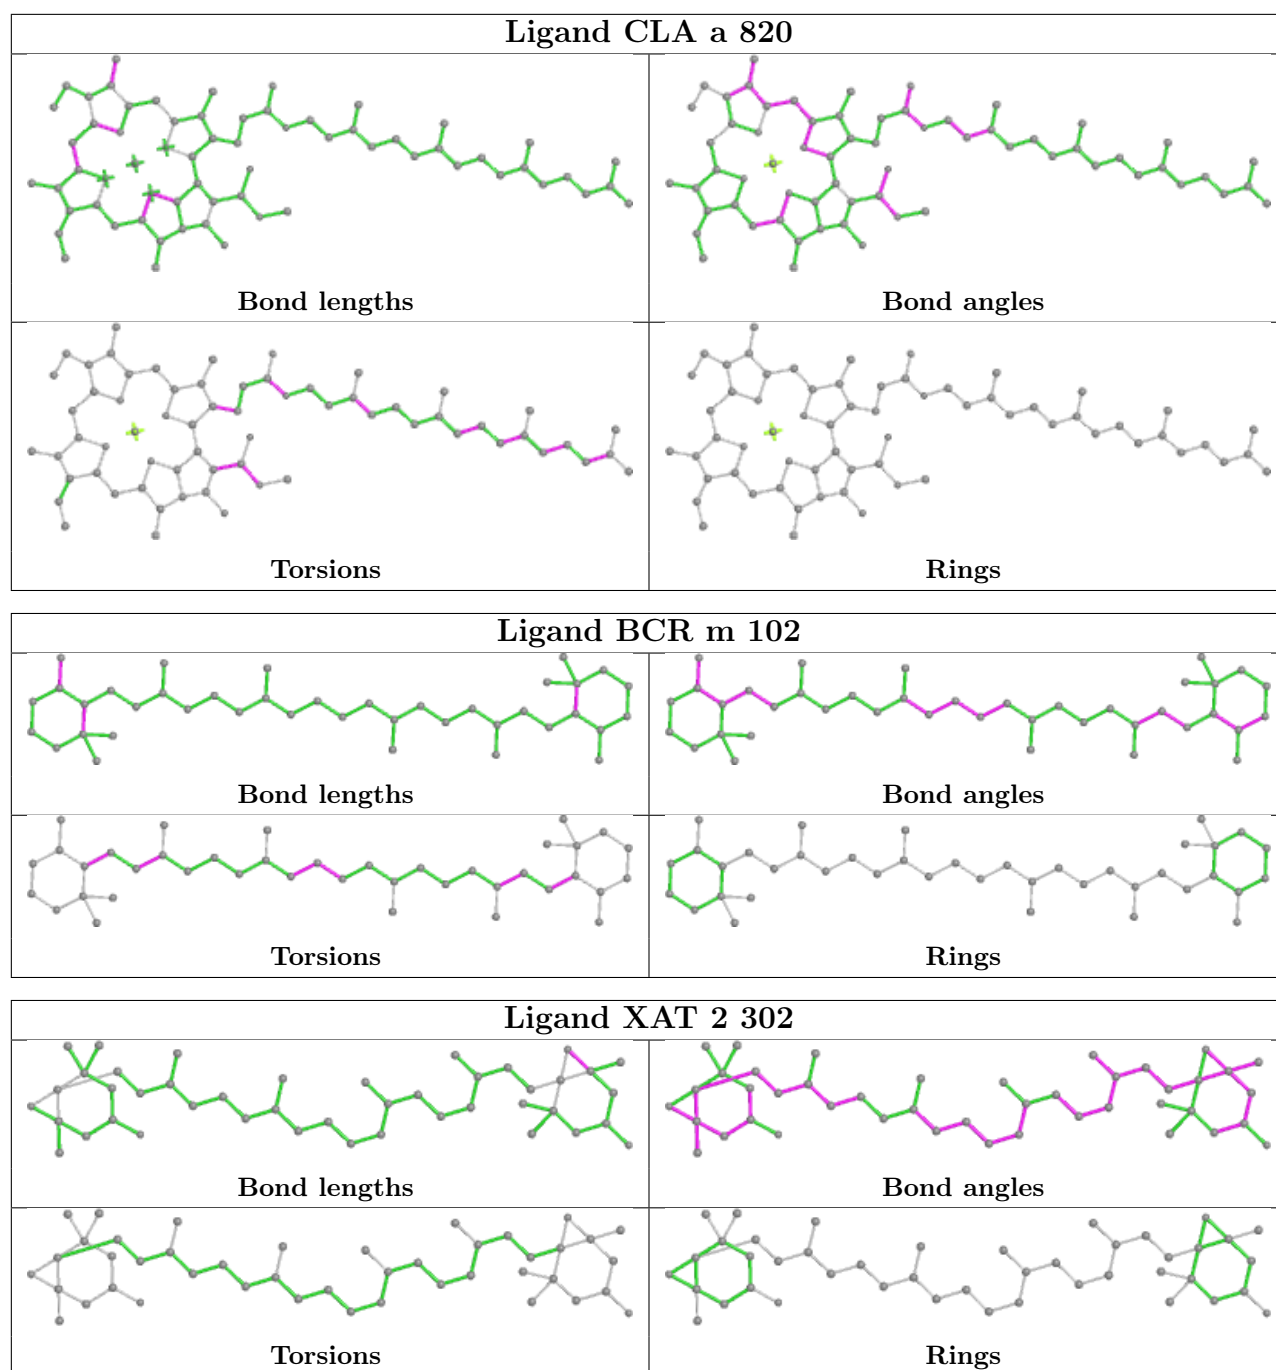 Ligand CLA a 820
Bond lengths
Bond angles
Torsions
Rings
Ligand BCR m 102
Bond lengths
Bond angles
Torsions
Rings
Ligand XAT 2 302
Bond lengths
Bond angles
Torsions
Rings